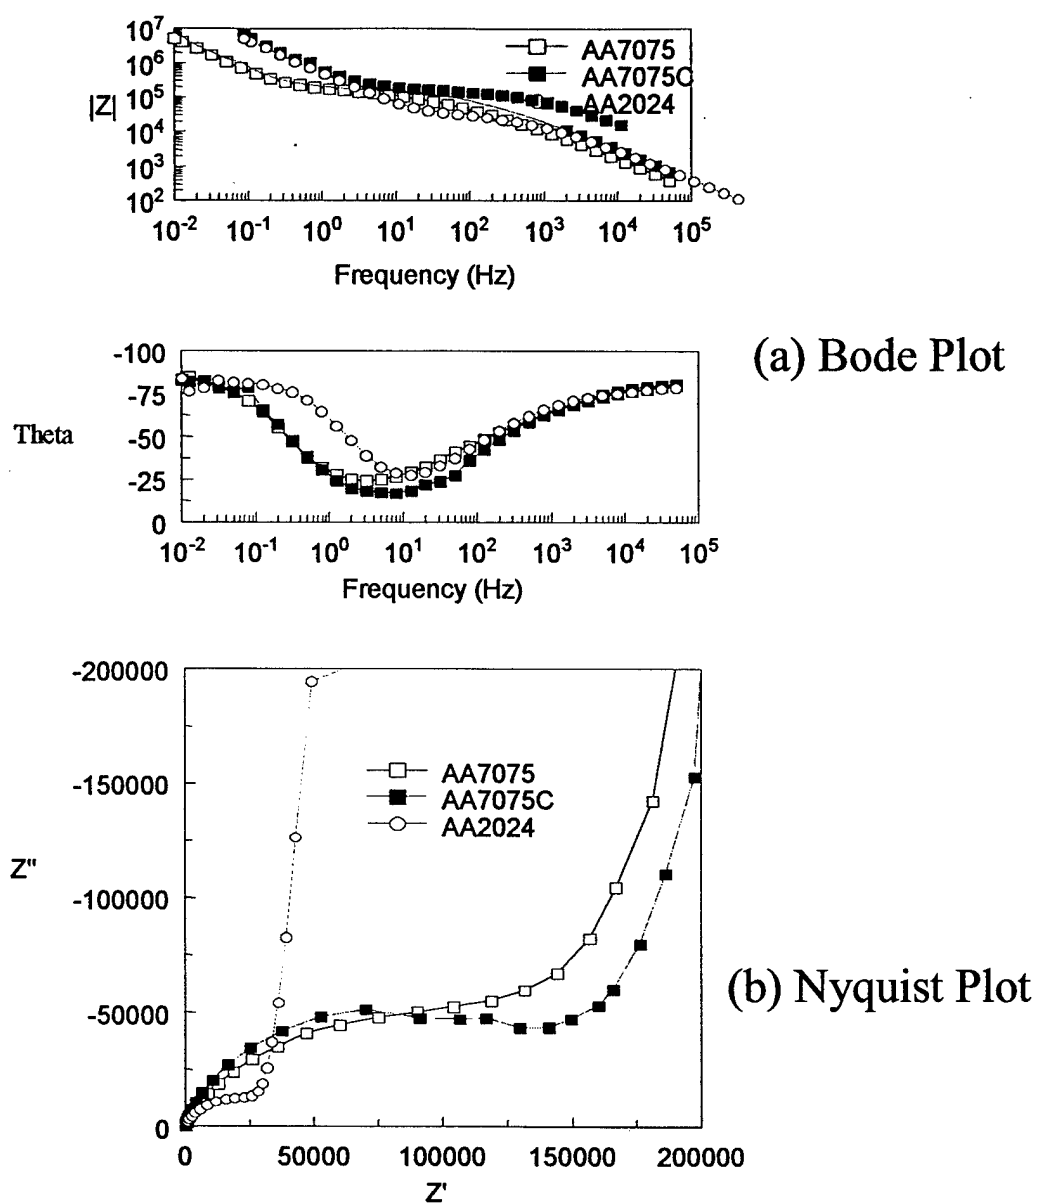 10^7
10^6
10^5
10^4
10^3
10^2
|Z|
AA7075
AA7075C
AA2024
10^-2 10^-1 10^0 10^1 10^2 10^3 10^4 10^5
Frequency (Hz)
(a) Bode Plot
-100
-75
-50
-25
0
Theta
10^-2 10^-1 10^0 10^1 10^2 10^3 10^4 10^5
Frequency (Hz)
-200000
-150000
-100000
-50000
0
Z"
AA7075
AA7075C
AA2024
(b) Nyquist Plot
0 50000 100000 150000 200000
Z'